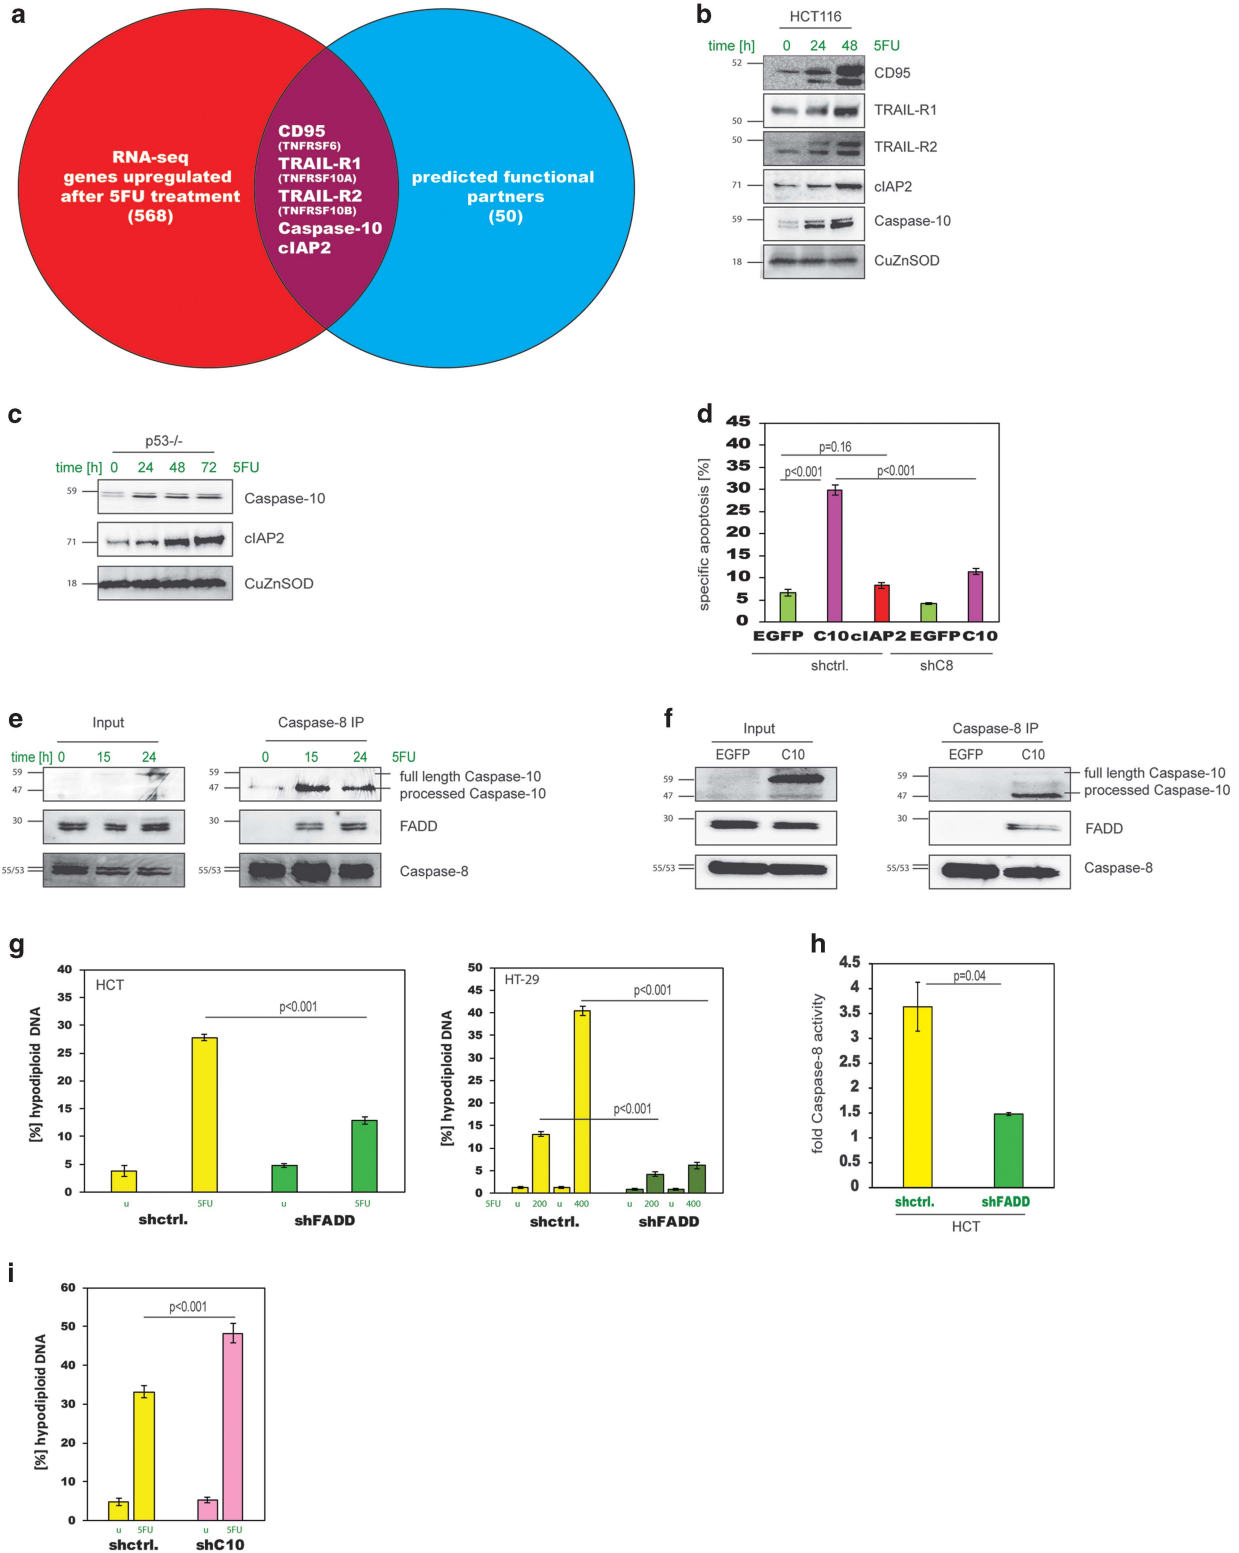 a
RNA-seq
genes upregulated
after 5FU treatment
(568)
CD95
(TNFRSF6)
TRAIL-R1
(TNFRSF10A)
TRAIL-R2
(TNFRSF10B)
Caspase-10
cIAP2
predicted functional
partners
(50)
b
HCT116
time [h] 0 24 48 5FU
52
CD95
TRAIL-R1
50
50
TRAIL-R2
71
cIAP2
59
Caspase-10
18
CuZnSOD
c
p53-/-
time [h] 0 24 48 72 5FU
59
Caspase-10
71
cIAP2
18
CuZnSOD
d
specific apoptosis [%]
45
40
35
30
25
20
15
10
5
0
p=0.16
p<0.001
p<0.001
EGFP C10 cIAP2 EGFP C10
shctrl. shC8
e
Input
time [h] 0 15 24
59
47
30
55/53
Caspase-8 IP
0 15 24 5FU
59
full length Caspase-10
47
processed Caspase-10
30
FADD
55/53
Caspase-8
f
Input
EGFP C10
59
47
30
55/53
Caspase-8 IP
EGFP C10
59
full length Caspase-10
47
processed Caspase-10
30
FADD
55/53
Caspase-8
g
[%] hypodiploid DNA
40
35
30
25
20
15
10
5
0
HCT
p<0.001
u 5FU u 5FU
shctrl. shFADD
[%] hypodiploid DNA
50
45
40
35
30
25
20
15
10
5
0
HT-29
p<0.001
p<0.001
5FU u 200 u 400 u 200 u 400
shctrl. shFADD
h
fold Caspase-8 activity
4.5
4
3.5
3
2.5
2
1.5
1
0.5
0
p=0.04
shctrl. shFADD
HCT
i
[%] hypodiploid DNA
60
50
40
30
20
10
0
p<0.001
u 5FU u 5FU
shctrl. shC10